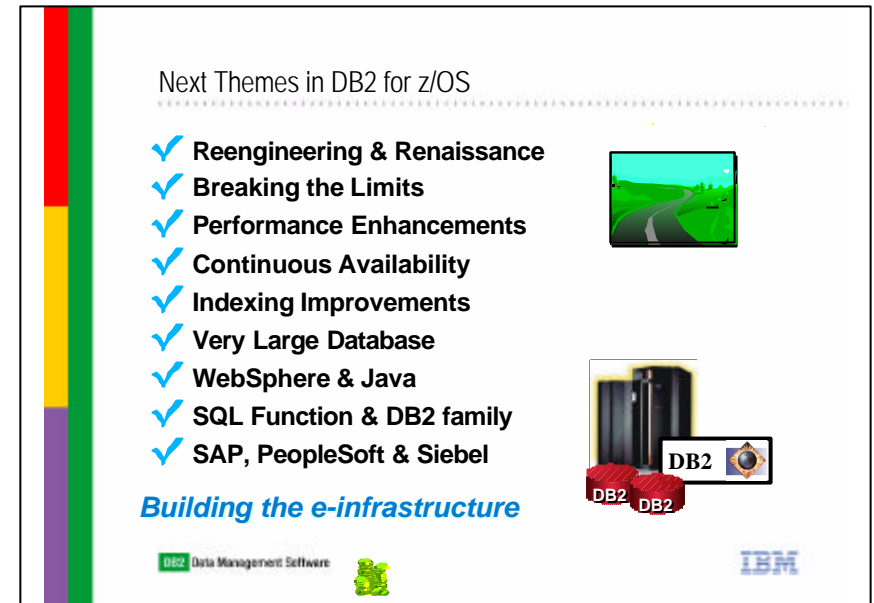 Next Themes in DB2 for z/OS
Reengineering & Renaissance
Breaking the Limits
Performance Enhancements
Continuous Availability
Indexing Improvements
Very Large Database
WebSphere & Java
SQL Function & DB2 family
SAP, PeopleSoft & Siebel
DB2
DB2
DB2
Building the e-infrastructure
DB2 Data Management Software
IBM